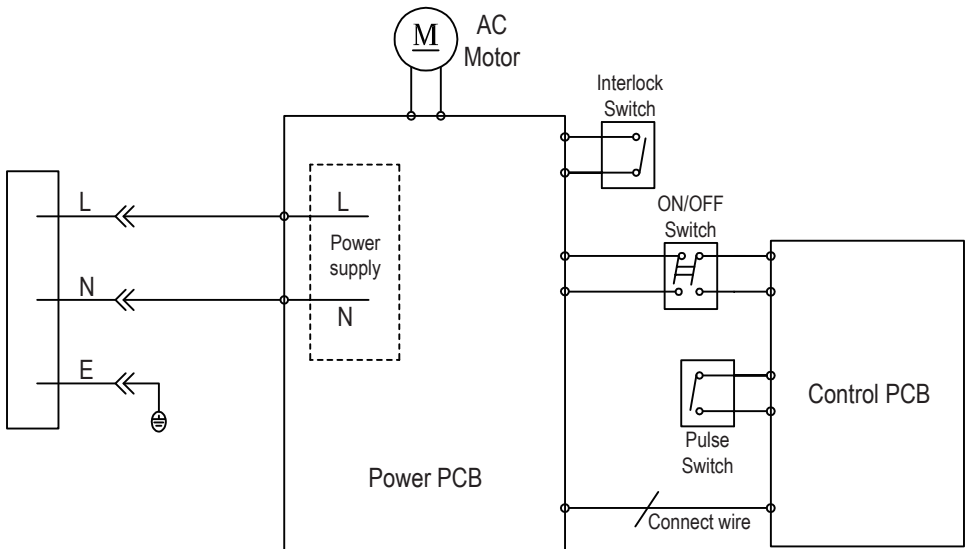 M
AC
Motor
Interlock
Switch
L
L
Power
supply
N
N
E
ON/OFF
Switch
Pulse
Switch
Control PCB
Power PCB
Connect wire